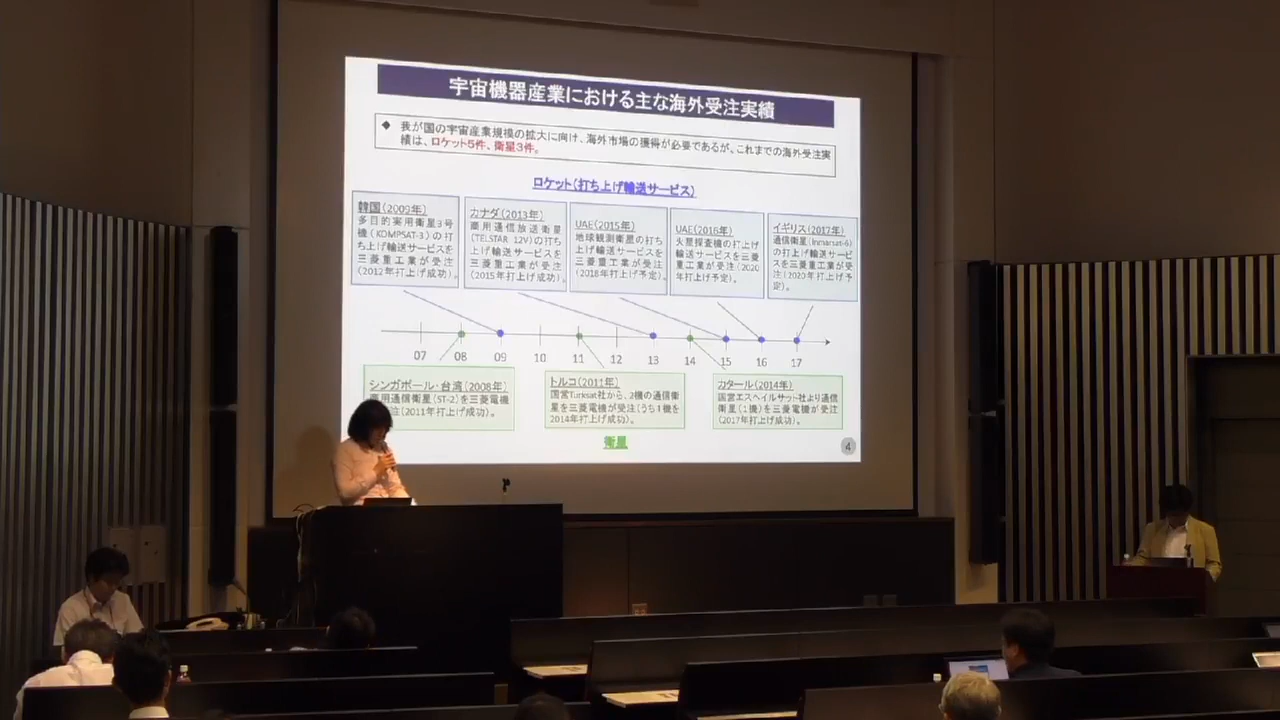 宇宙機器産業における主な海外受注実績
◆ 我が国の宇宙産業規模の拡大に向け、海外市場の獲得が必要であるが、これまでの海外受注実
績は、ロケット5件、衛星3件。
ロケット(打ち上げ輸送サービス)
韓国(2009年)
多目的実用衛星3号
機(KOMPSAT-3)の打
ち上げ輸送サービスを
三菱重工業が受注
(2012年打上げ成功)。
カナダ(2013年)
商用通信放送衛星
(TELSTAR 12V)の打ち
上げ輸送サービスを
三菱重工業が受注
(2015年打上げ成功)。
UAE(2015年)
地球観測衛星の打ち
上げ輸送サービスを
三菱重工業が受注
(2018年打上げ予定)。
UAE(2016年)
火星探査機の打上げ
輸送サービスを三菱
重工業が受注(2020
年打上げ予定)。
イギリス(2017年)
通信衛星(Inmarsat-6)
の打上げ輸送サービ
スを三菱重工業が受
注(2020年打上げ予
定)。
07 08 09 10 11 12 13 14 15 16 17
シンガポール・台湾(2008年)
商用通信衛星(ST-2)を三菱電機
注(2011年打上げ成功)。
トルコ(2011年)
国営Turksat社から、2機の通信衛
星を三菱電機が受注(うち1機を
2014年打上げ成功)。
カタール(2014年)
国営エスヘイルサット社より通信
衛星(1機)を三菱電機が受注
(2017年打上げ成功)。
衛星
4